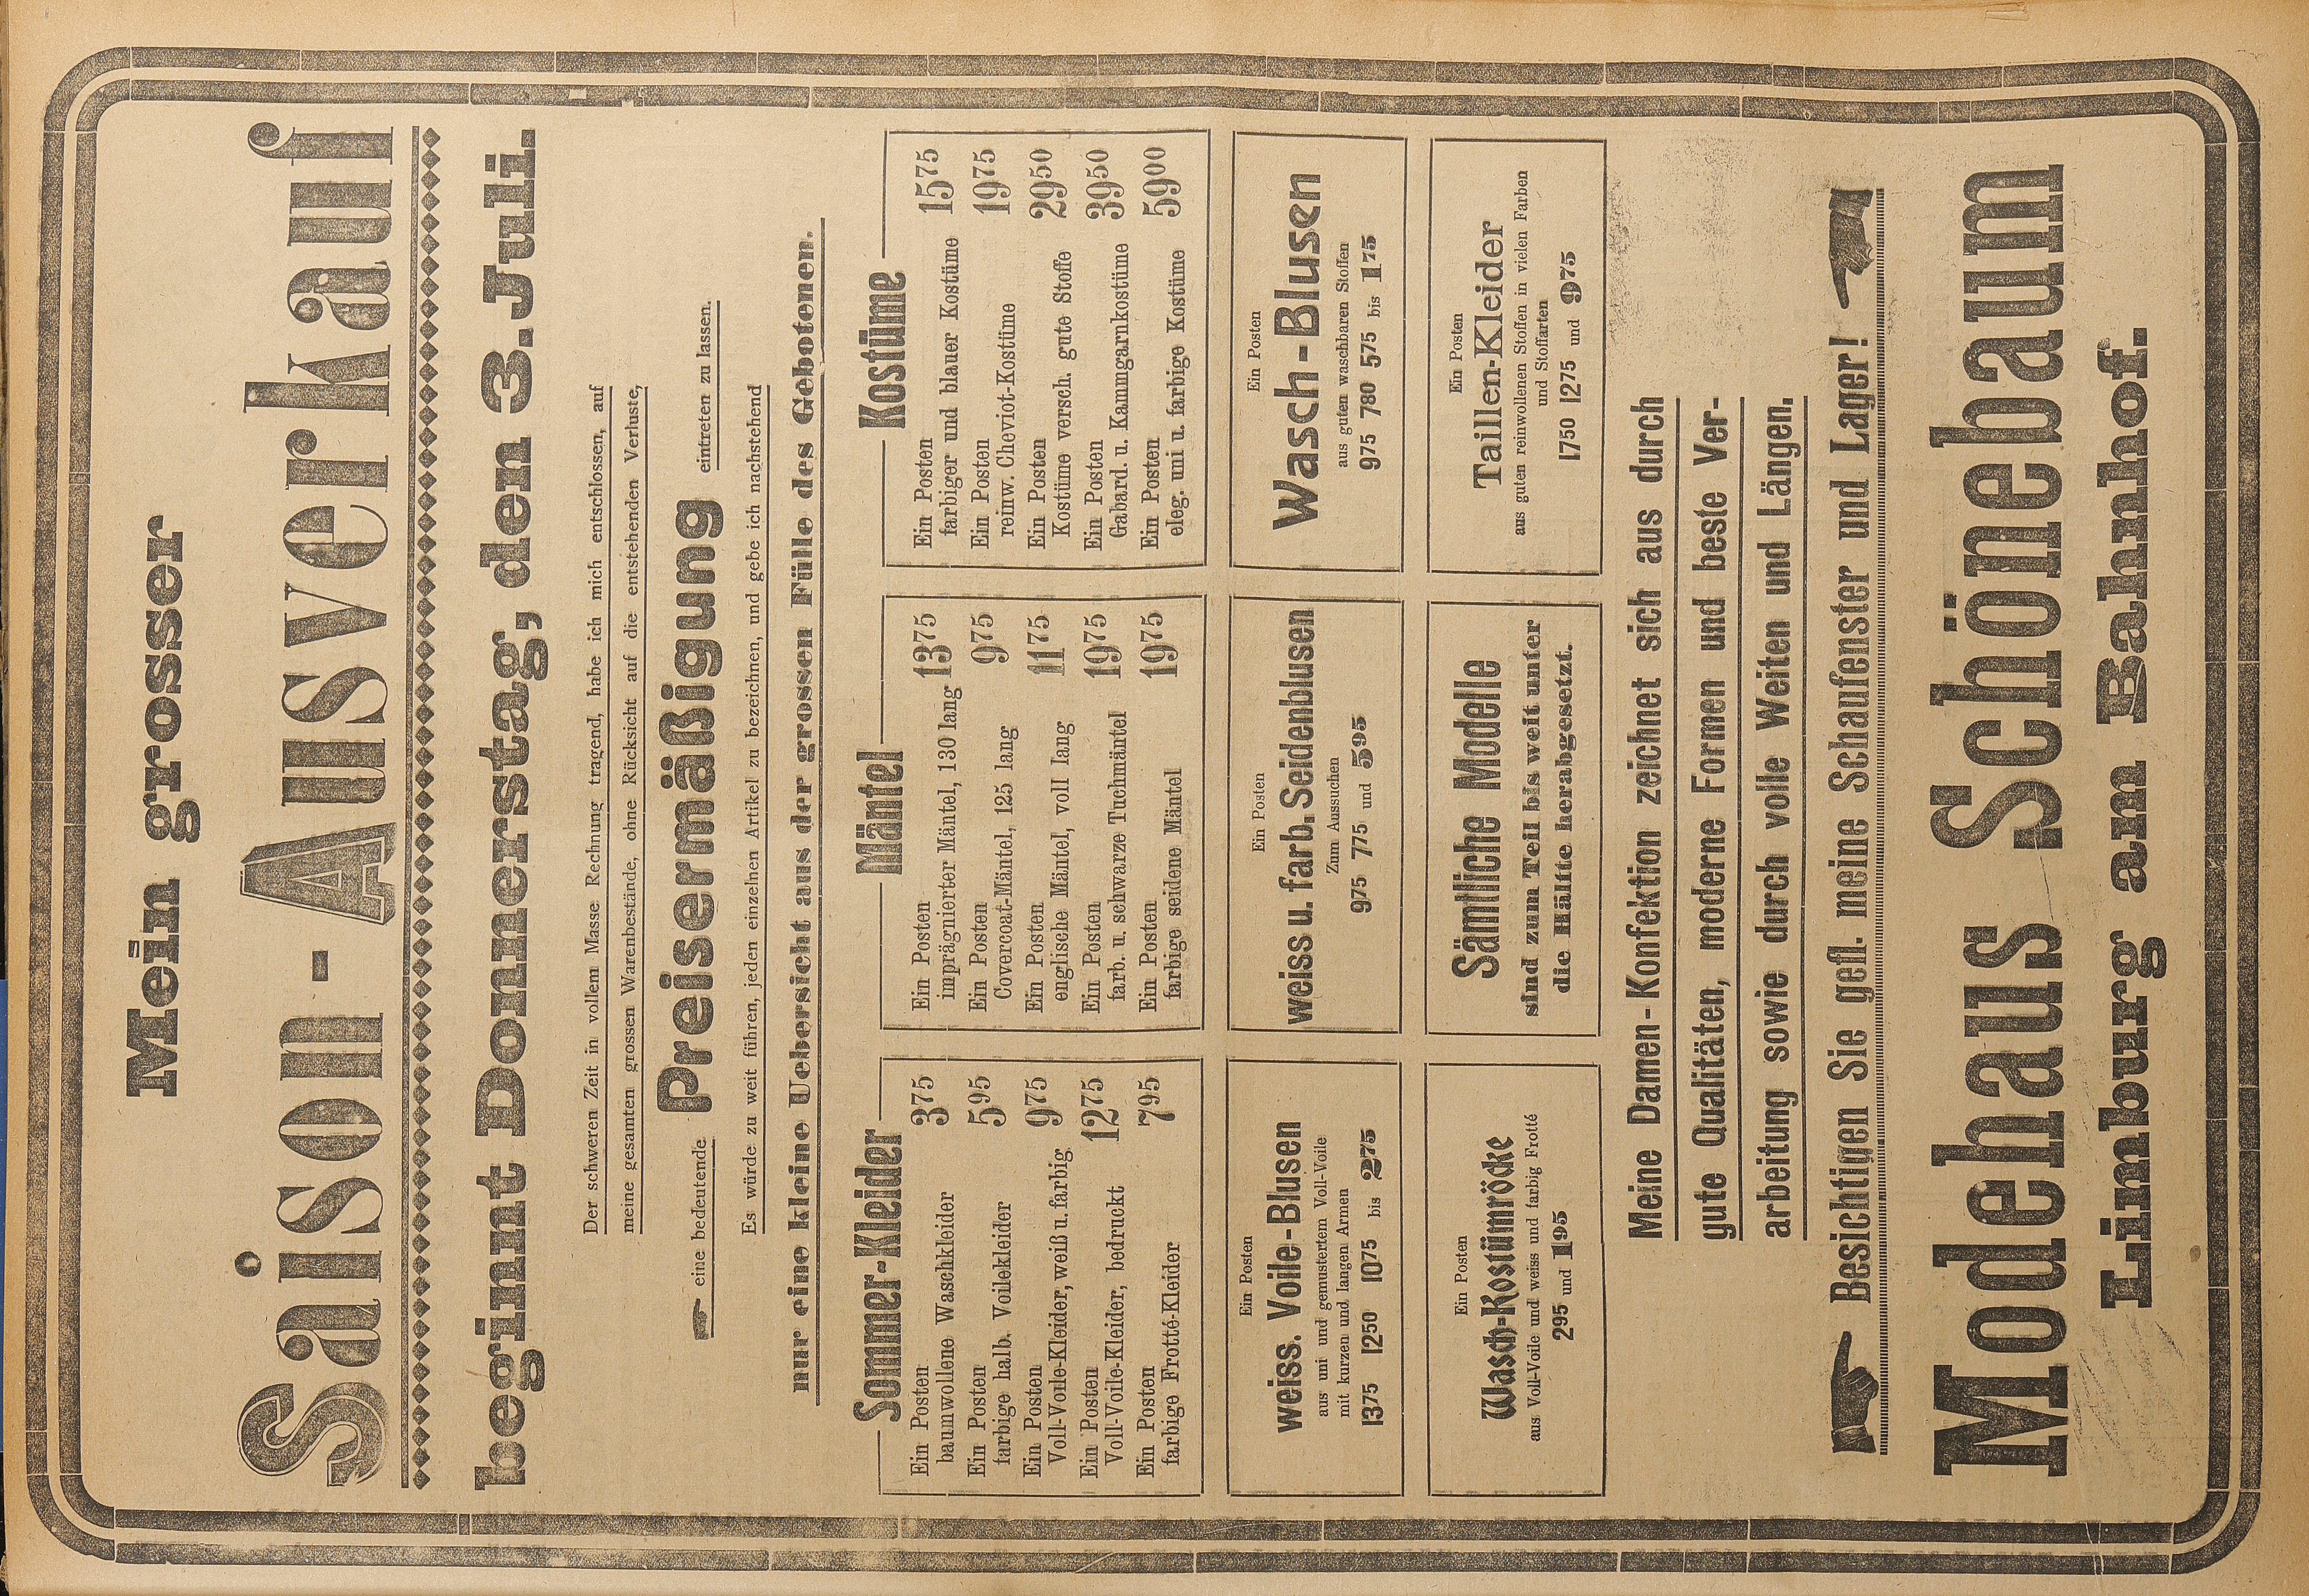 Mein grosser
Saison-Ausverkauf
beginnt Donnerstag, den 3. Juli.
Der schweren Zeit in vollem Masse Rechnung tragend, habe ich mich entschlossen, auf
meine gesamten grossen Warenbestände, ohne Rücksicht auf die entstehenden Verluste,
☛ eine bedeutende Preisermäßigung eintreten zu lassen.
Es würde zu weit führen, jeden einzelnen Artikel zu bezeichnen, und gebe ich nachstehend
nur eine kleine Uebersicht aus der grossen Fülle des Gebotenen.
Sommer-Kleider
Ein Posten
baumwollene Waschkleider 3⁷⁵
Ein Posten
farbige halb. Voilekleider 5⁹⁵
Ein Posten
Voll-Voile-Kleider, weiß u. farbig. 9⁷⁵
Ein Posten
Voll-Voile-Kleider, bedruckt 12⁷⁵
Ein Posten
farbige Frotté-Kleider 7⁹⁵
Mäntel
Ein Posten
imprägnierter Mäntel, 130 lang 13⁷⁵
Ein Posten
Covercoat-Mäntel, 125 lang 9⁷⁵
Ein Posten
englische Mäntel, voll lang 11⁷⁵
Ein Posten
farb. u. schwarze Tuchmäntel 19⁷⁵
Ein Posten
farbige seidene Mäntel 19⁷⁵
Kostüme
Ein Posten
farbiger und blauer Kostüme 15⁷⁵
Ein Posten
reinw. Cheviot-Kostüme 19⁷⁵
Ein Posten
Kostüme versch. gute Stoffe 29⁵⁰
Ein Posten
Gabard. u. Kammgarnkostüme 39⁵⁰
Ein Posten
eleg. uni u. farbige Kostüme 59⁰⁰
Ein Posten
weiss. Voile-Blusen
aus uni und gemustertem Voll-Voile
mit kurzen und langen Armen
13⁷⁵ 12⁵⁰ 10⁷⁵ bis 2⁷⁵
Ein Posten
weiss u. farb. Seidenblusen
Zum Aussuchen
9⁷⁵ 7⁷⁵ und 5⁹⁵
Ein Posten
Wasch-Blusen
aus guten waschbaren Stoffen
9⁷⁵ 7⁸⁰ 5⁷⁵ bis 1⁷⁵
Ein Posten
Wasch-Kostümröcke
aus Voll-Voile und weiss und farbig Frotté
2⁹⁵ und 1⁹⁵
Sämtliche Modelle
sind zum Teil bis weit unter
die Hälfte herabgesetzt.
Ein Posten
Taillen-Kleider
aus guten reinwollenen Stoffen in vielen Farben
und Stoffarten
17⁵⁰ 12⁷⁵ und 9⁷⁵
Meine Damen-Konfektion zeichnet sich aus durch
gute Qualitäten, moderne Formen und beste Ver-
arbeitung sowie durch volle Weiten und Längen.
Besichtigen Sie gefl. meine Schaufenster und Lager!
Modehaus Schönebaum
Limburg am Bahnhof.